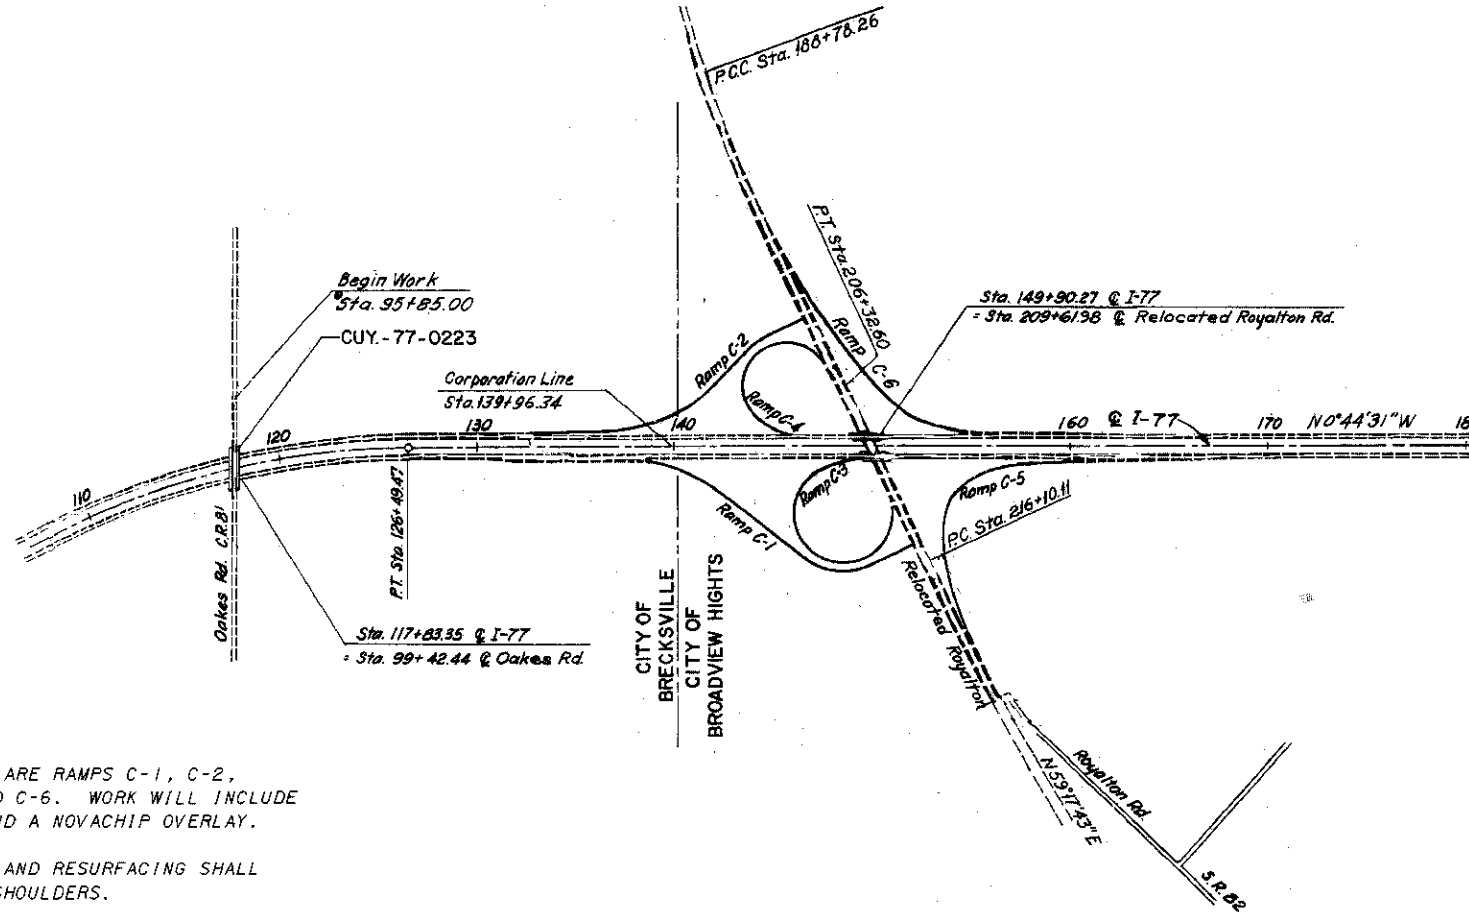 P.C.C. Sta. 188+78.26
P.T. Sta. 206+32.60
Begin Work
Sta. 95+85.00
CUY.-77-0223
Sta. 149+90.27 ℄ I-77
= Sta. 209+61.98 ℄ Relocated Royalton Rd.
Ramp C-2
Ramp C-6
Corporation Line
Sta. 139+96.34
Ramp C-4
110
120
130
140
160
℄ I-77
170
N 0°44'31" W
18
Oakes Rd. C.R.81
P.T. Sta. 126+49.47
Ramp C-3
Ramp C-1
Ramp C-5
P.C. Sta. 216+10.11
Sta. 117+83.35 ℄ I-77
= Sta. 99+42.44 ℄ Oakes Rd.
CITY OF
BRECKSVILLE
CITY OF
BROADVIEW HIGHTS
Relocated Royalton
N 59°17'43" E
Royalton Rd.
S.R. 82
ARE RAMPS C-1, C-2,
C-6. WORK WILL INCLUDE
A NOVACHIP OVERLAY.
AND RESURFACING SHALL
SHOULDERS.